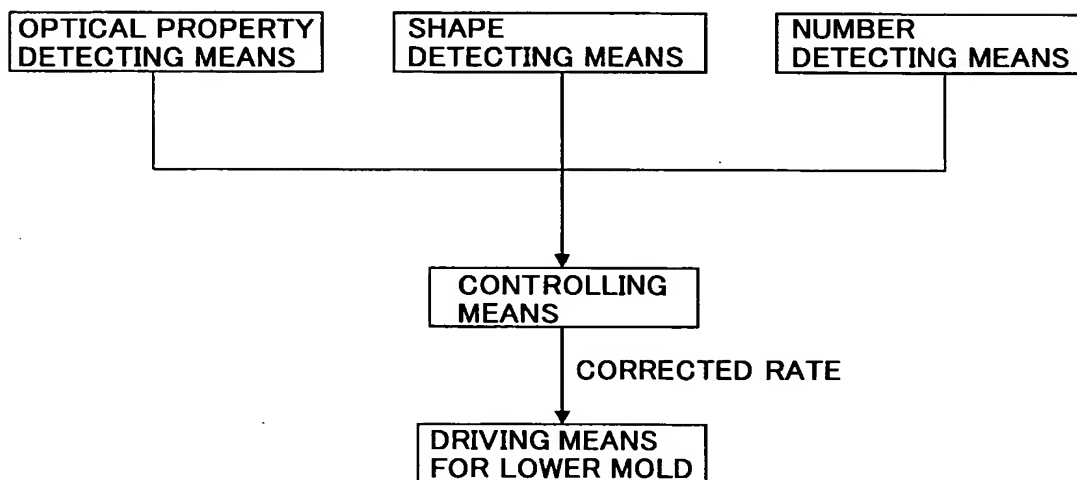 OPTICAL PROPERTY
DETECTING MEANS
SHAPE
DETECTING MEANS
NUMBER
DETECTING MEANS
CONTROLLING
MEANS
CORRECTED RATE
DRIVING MEANS
FOR LOWER MOLD